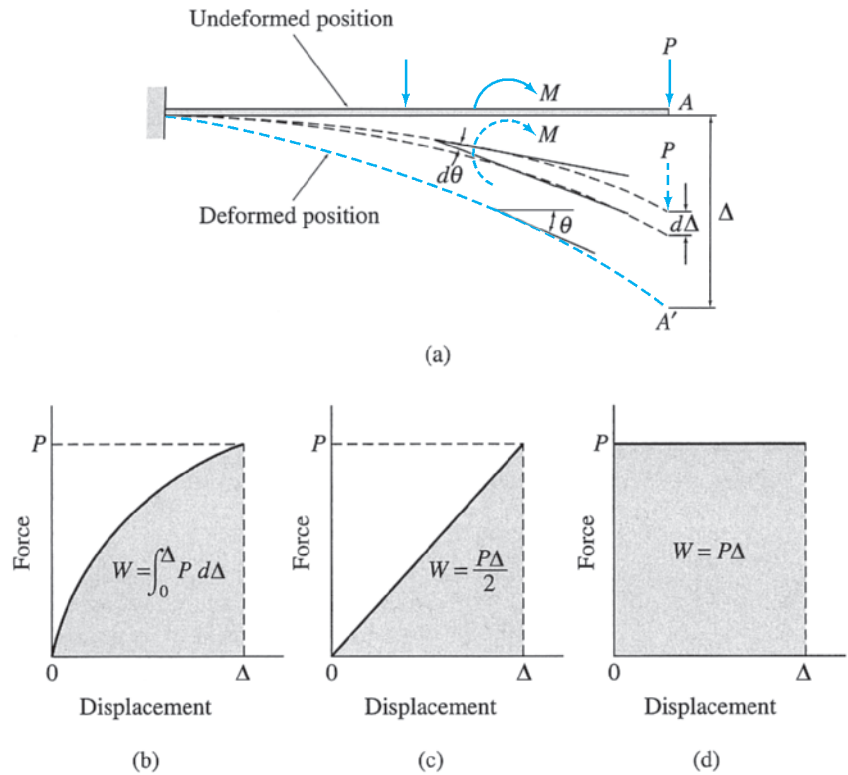 Undeformed position
P
M
A
M
P
dθ
Δ
dΔ
Deformed position
θ
A′
(a)
P
P
P
Force
W = ∫₀^Δ P dΔ
Force
W = PΔ/2
Force
W = PΔ
0
Δ
0
Δ
0
Δ
Displacement
Displacement
Displacement
(b)
(c)
(d)